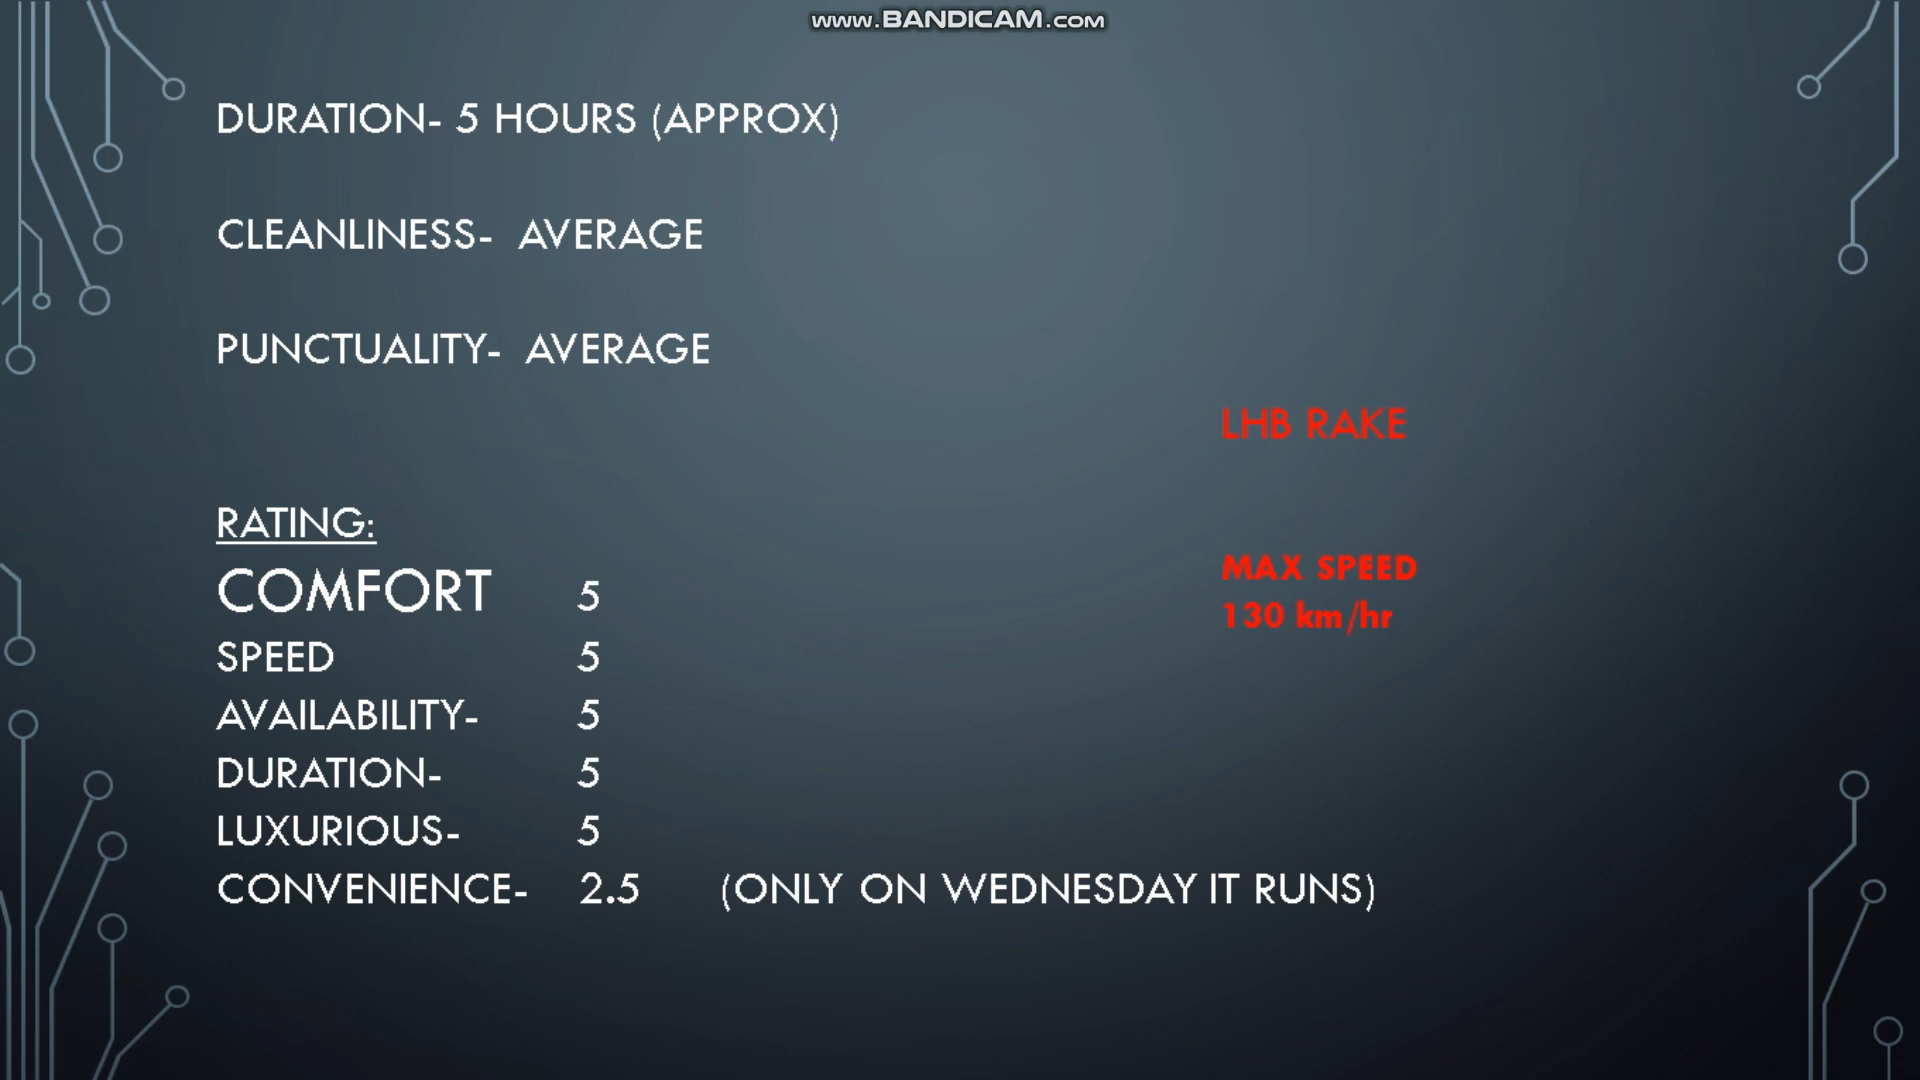 www.BANDICAM.com
DURATION- 5 HOURS (APPROX)
CLEANLINESS- AVERAGE
PUNCTUALITY- AVERAGE
LHB RAKE
RATING:
MAX SPEED
130 km/hr
COMFORT 5
SPEED 5
AVAILABILITY- 5
DURATION- 5
LUXURIOUS- 5
CONVENIENCE- 2.5 (ONLY ON WEDNESDAY IT RUNS)